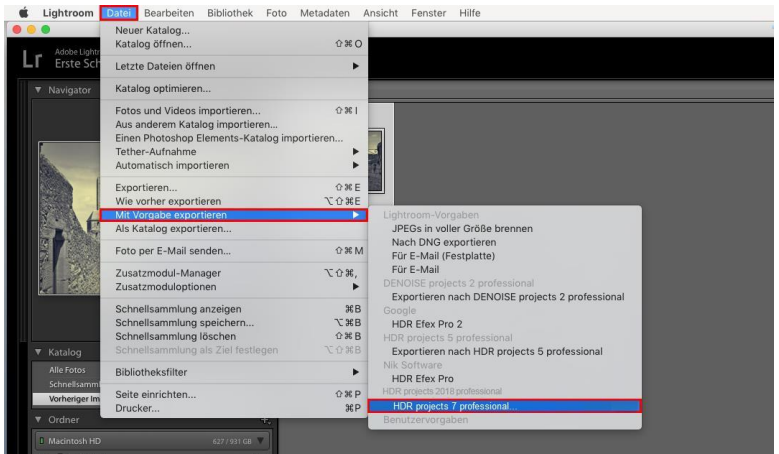 Lightroom Datei Bearbeiten Bibliothek Foto Metadaten Ansicht Fenster Hilfe
Lr
Adobe Lightr
Erste Sch
Navigator
Neuer Katalog...
Katalog öffnen... ⇧⌘O
Letzte Dateien öffnen ▶
Katalog optimieren...
Fotos und Videos importieren... ⇧⌘I
Aus anderem Katalog importieren...
Einen Photoshop Elements-Katalog importieren...
Tether-Aufnahme ▶
Automatisch importieren ▶
Exportieren... ⇧⌘E
Wie vorher exportieren ⌥⇧⌘E
Mit Vorgabe exportieren ▶
Als Katalog exportieren...
Foto per E-Mail senden... ⇧⌘M
Zusatzmodul-Manager ⌥⇧⌘,
Zusatzmoduloptionen ▶
Schnellsammlung anzeigen ⌘B
Schnellsammlung speichern... ⌥⌘B
Schnellsammlung löschen ⇧⌘B
Schnellsammlung als Ziel festlegen ⌥⇧⌘B
Bibliotheksfilter ▶
Seite einrichten... ⇧⌘P
Drucker... ⌘P
Lightroom-Vorgaben
JPEGs in voller Größe brennen
Nach DNG exportieren
Für E-Mail (Festplatte)
Für E-Mail
DENOISE projects 2 professional
Exportieren nach DENOISE projects 2 professional
Google
HDR Efex Pro 2
HDR projects 5 professional
Exportieren nach HDR projects 5 professional
Nik Software
HDR Efex Pro
HDR projects 2018 professional
HDR projects 7 professional...
Benutzervorgaben
Katalog
Alle Fotos
Schnellsamml
Vorheriger Im
Ordner +
Macintosh HD 627 / 931 GB